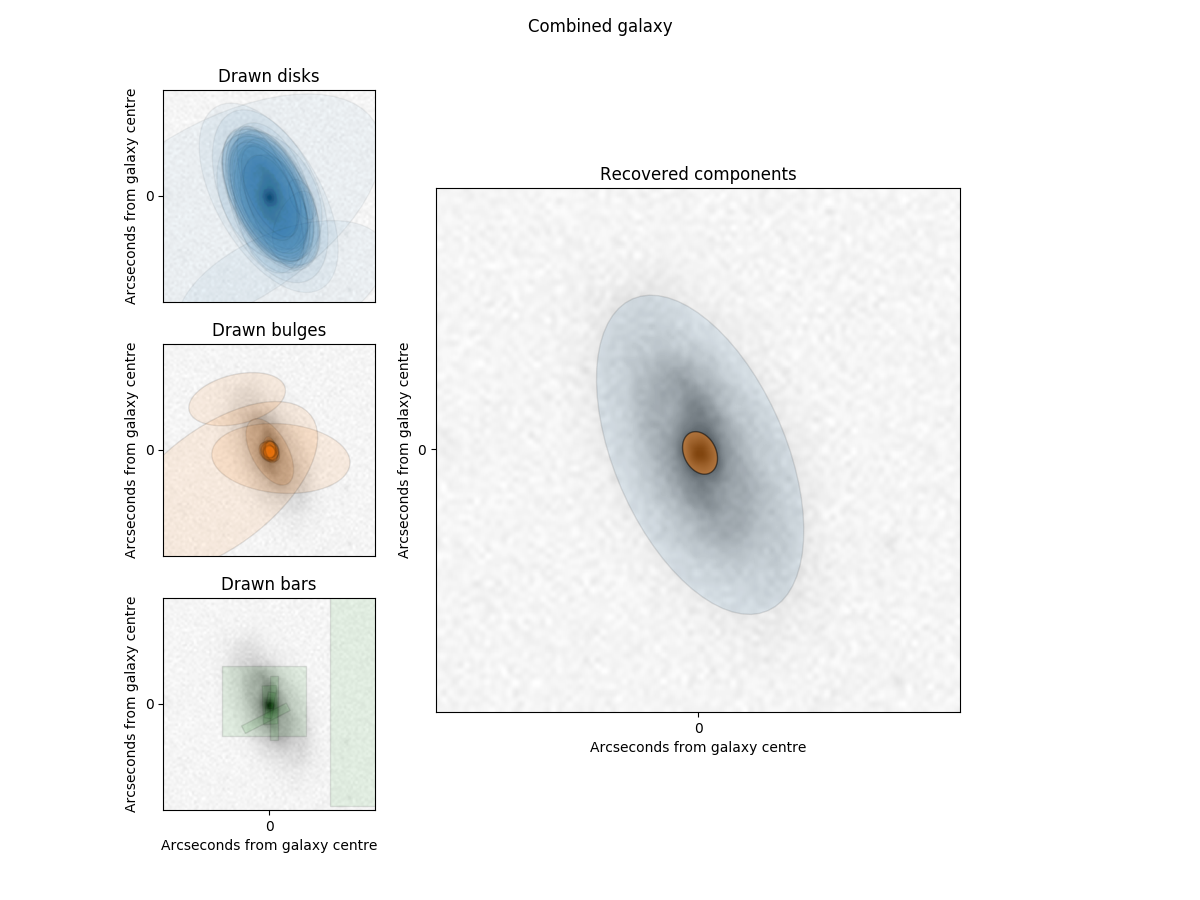 Combined galaxy
Drawn disks
Arcseconds from galaxy centre
0
Drawn bulges
Arcseconds from galaxy centre
0
Drawn bars
Arcseconds from galaxy centre
0
0
Arcseconds from galaxy centre
Recovered components
Arcseconds from galaxy centre
0
0
Arcseconds from galaxy centre